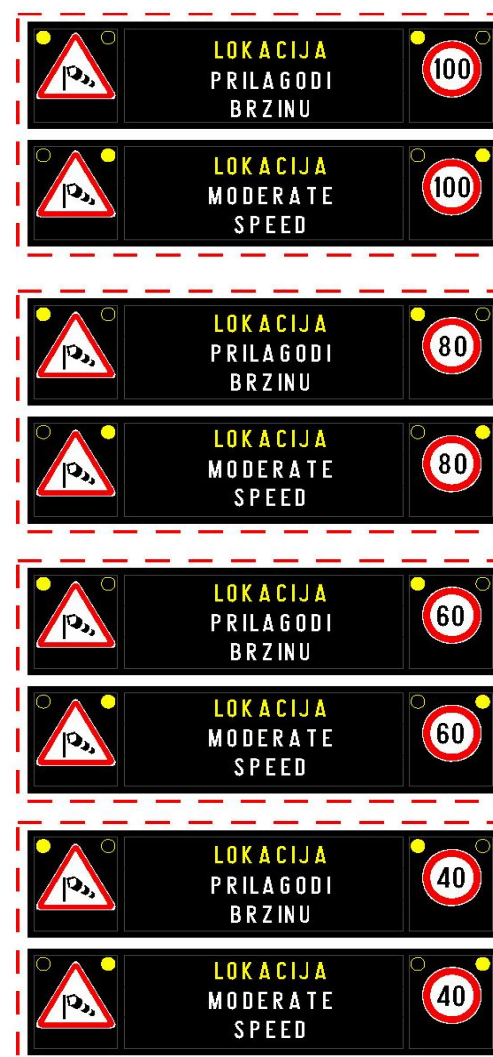 LOKACIJA
PRILAGODI
BRZINU
100
LOKACIJA
MODERATE
SPEED
100
LOKACIJA
PRILAGODI
BRZINU
80
LOKACIJA
MODERATE
SPEED
80
LOKACIJA
PRILAGODI
BRZINU
60
LOKACIJA
MODERATE
SPEED
60
LOKACIJA
PRILAGODI
BRZINU
40
LOKACIJA
MODERATE
SPEED
40